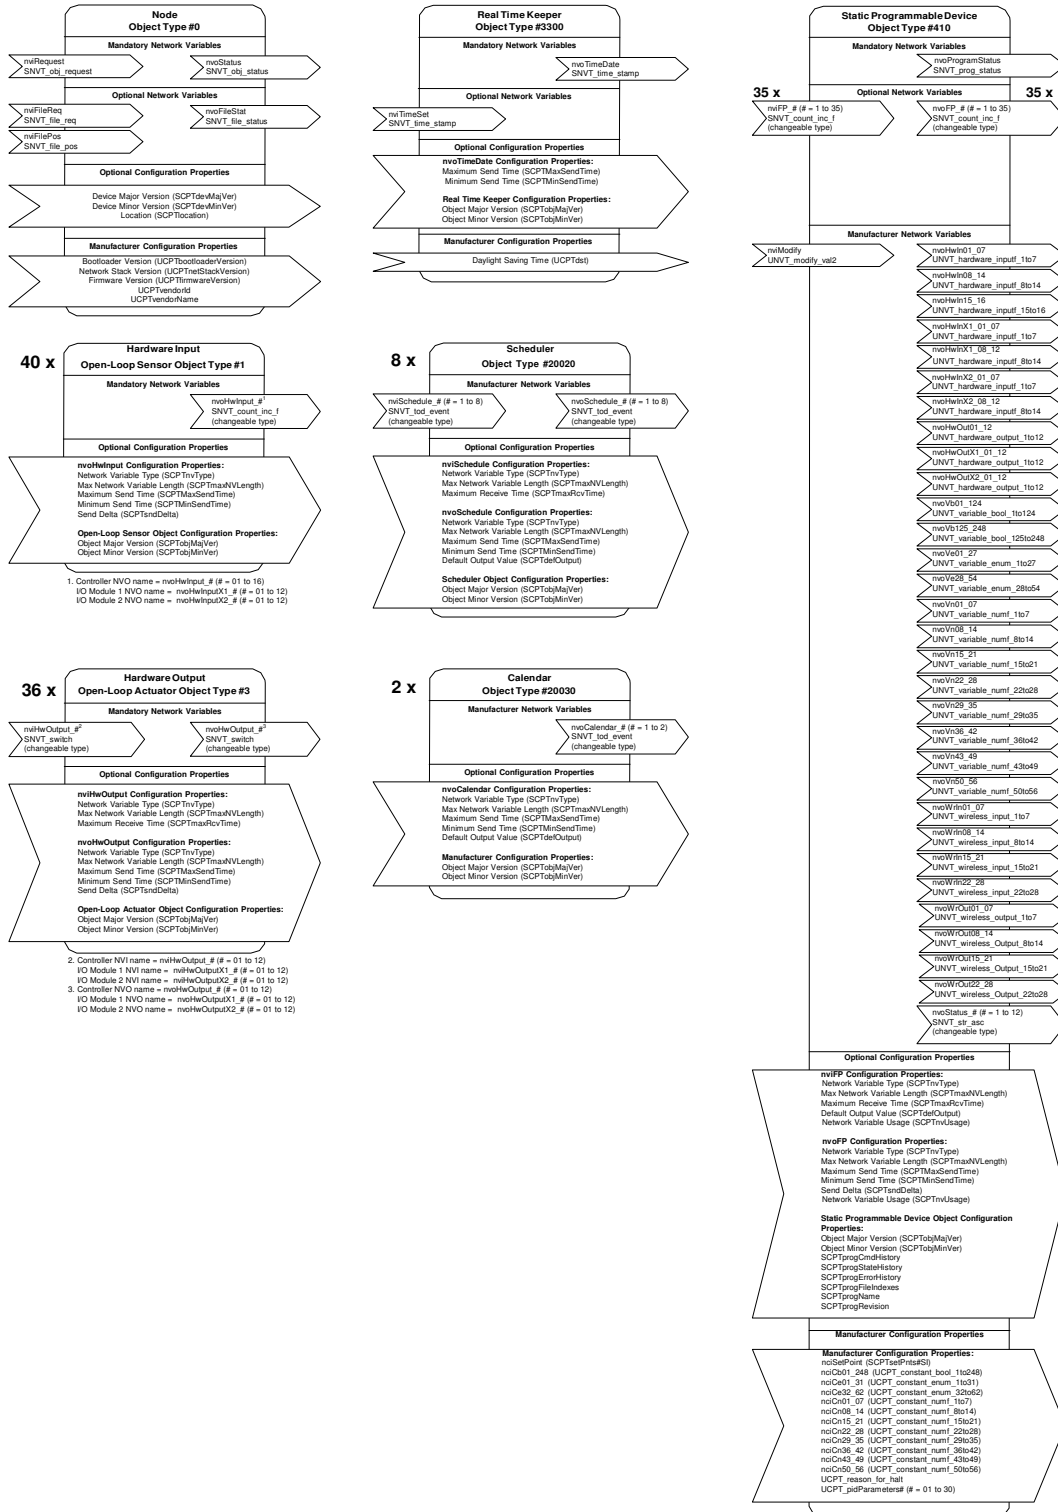 Node
Object Type #0
Mandatory Network Variables
nviRequest
SNVT_obj_request
nvoStatus
SNVT_obj_status
Optional Network Variables
nviFileReq
SNVT_file_req
nvoFileStat
SNVT_file_status
nviFilePos
SNVT_file_pos
Optional Configuration Properties
Device Major Version (SCPTdevMajVer)
Device Minor Version (SCPTdevMinVer)
Location (SCPTlocation)
Manufacturer Configuration Properties
Bootloader Version (UCPTbootloaderVersion)
Network Stack Version (UCPTnetStackVersion)
Firmware Version (UCPTfirmwareVersion)
UCPTvendorId
UCPTvendorName
Real Time Keeper
Object Type #3300
Mandatory Network Variables
nvoTimeDate
SNVT_time_stamp
Optional Network Variables
nviTimeSet
SNVT_time_stamp
Optional Configuration Properties
nvoTimeDate Configuration Properties:
Maximum Send Time (SCPTMaxSendTime)
Minimum Send Time (SCPTMinSendTime)
Real Time Keeper Configuration Properties:
Object Major Version (SCPTobjMajVer)
Object Minor Version (SCPTobjMinVer)
Manufacturer Configuration Properties
Daylight Saving Time (UCPTdst)
40 x
Hardware Input
Open-Loop Sensor Object Type #1
Mandatory Network Variables
nvoHwInput_#1
SNVT_count_inc_f
(changeable type)
Optional Configuration Properties
nvoHwInput Configuration Properties:
Network Variable Type (SCPTnvType)
Max Network Variable Length (SCPTmaxNVLength)
Maximum Send Time (SCPTMaxSendTime)
Minimum Send Time (SCPTMinSendTime)
Send Delta (SCPTsndDelta)
Open-Loop Sensor Object Configuration Properties:
Object Major Version (SCPTobjMajVer)
Object Minor Version (SCPTobjMinVer)
1. Controller NVO name = nvoHwInput_# (# = 01 to 16)
I/O Module 1 NVO name = nvoHwInputX1_# (# = 01 to 12)
I/O Module 2 NVO name = nvoHwInputX2_# (# = 01 to 12)
8 x
Scheduler
Object Type #20020
Manufacturer Network Variables
nviSchedule_# (# = 1 to 8)
SNVT_tod_event
(changeable type)
nvoSchedule_# (# = 1 to 8)
SNVT_tod_event
(changeable type)
Optional Configuration Properties
nviSchedule Configuration Properties:
Network Variable Type (SCPTnvType)
Max Network Variable Length (SCPTmaxNVLength)
Maximum Receive Time (SCPTmaxRcvTime)
nvoSchedule Configuration Properties:
Network Variable Type (SCPTnvType)
Max Network Variable Length (SCPTmaxNVLength)
Maximum Send Time (SCPTMaxSendTime)
Minimum Send Time (SCPTMinSendTime)
Default Output Value (SCPTdefOutput)
Scheduler Object Configuration Properties:
Object Major Version (SCPTobjMajVer)
Object Minor Version (SCPTobjMinVer)
36 x
Hardware Output
Open-Loop Actuator Object Type #3
Mandatory Network Variables
nviHwOutput_#2
SNVT_switch
(changeable type)
nvoHwOutput_#3
SNVT_switch
(changeable type)
Optional Configuration Properties
nviHwOutput Configuration Properties:
Network Variable Type (SCPTnvType)
Max Network Variable Length (SCPTmaxNVLength)
Maximum Receive Time (SCPTmaxRcvTime)
nvoHwOutput Configuration Properties:
Network Variable Type (SCPTnvType)
Max Network Variable Length (SCPTmaxNVLength)
Maximum Send Time (SCPTMaxSendTime)
Minimum Send Time (SCPTMinSendTime)
Send Delta (SCPTsndDelta)
Open-Loop Actuator Object Configuration Properties:
Object Major Version (SCPTobjMajVer)
Object Minor Version (SCPTobjMinVer)
2. Controller NVI name = nviHwOutput_# (# = 01 to 12)
I/O Module 1 NVI name = nviHwOutputX1_# (# = 01 to 12)
I/O Module 2 NVI name = nviHwOutputX2_# (# = 01 to 12)
3. Controller NVO name = nvoHwOutput_# (# = 01 to 12)
I/O Module 1 NVO name = nvoHwOutputX1_# (# = 01 to 12)
I/O Module 2 NVO name = nvoHwOutputX2_# (# = 01 to 12)
2 x
Calendar
Object Type #20030
Manufacturer Network Variables
nvoCalendar_# (# = 1 to 2)
SNVT_tod_event
(changeable type)
Optional Configuration Properties
nvoCalendar Configuration Properties:
Network Variable Type (SCPTnvType)
Max Network Variable Length (SCPTmaxNVLength)
Maximum Send Time (SCPTMaxSendTime)
Minimum Send Time (SCPTMinSendTime)
Default Output Value (SCPTdefOutput)
Manufacturer Configuration Properties:
Object Major Version (SCPTobjMajVer)
Object Minor Version (SCPTobjMinVer)
Static Programmable Device
Object Type #410
Mandatory Network Variables
nvoProgramStatus
SNVT_prog_status
35 x
Optional Network Variables
35 x
nviFP_# (# = 1 to 35)
SNVT_count_inc_f
(changeable type)
nvoFP_# (# = 1 to 35)
SNVT_count_inc_f
(changeable type)
Manufacturer Network Variables
nviModify
UNVT_modify_val2
nvoHwIn01_07
UNVT_hardware_inputf_1to7
nvoHwIn08_14
UNVT_hardware_inputf_8to14
nvoHwIn15_16
UNVT_hardware_inputf_15to16
nvoHwInX1_01_07
UNVT_hardware_inputf_1to7
nvoHwInX1_08_12
UNVT_hardware_inputf_8to14
nvoHwInX2_01_07
UNVT_hardware_inputf_1to7
nvoHwInX2_08_12
UNVT_hardware_inputf_8to14
nvoHwOut01_12
UNVT_hardware_output_1to12
nvoHwOutX1_01_12
UNVT_hardware_output_1to12
nvoHwOutX2_01_12
UNVT_hardware_output_1to12
nvoVb01_124
UNVT_variable_bool_1to124
nvoVb125_248
UNVT_variable_bool_125to248
nvoVe01_27
UNVT_variable_enum_1to27
nvoVe28_54
UNVT_variable_enum_28to54
nvoVn01_07
UNVT_variable_numf_1to7
nvoVn08_14
UNVT_variable_numf_8to14
nvoVn15_21
UNVT_variable_numf_15to21
nvoVn22_28
UNVT_variable_numf_22to28
nvoVn29_35
UNVT_variable_numf_29to35
nvoVn36_42
UNVT_variable_numf_36to42
nvoVn43_49
UNVT_variable_numf_43to49
nvoVn50_56
UNVT_variable_numf_50to56
nvoWrIn01_07
UNVT_wireless_input_1to7
nvoWrIn08_14
UNVT_wireless_input_8to14
nvoWrIn15_21
UNVT_wireless_input_15to21
nvoWrIn22_28
UNVT_wireless_input_22to28
nvoWrOut01_07
UNVT_wireless_output_1to7
nvoWrOut08_14
UNVT_wireless_Output_8to14
nvoWrOut15_21
UNVT_wireless_Output_15to21
nvoWrOut22_28
UNVT_wireless_Output_22to28
nvoStatus_# (# = 1 to 12)
SNVT_str_asc
(changeable type)
Optional Configuration Properties
nviFP Configuration Properties:
Network Variable Type (SCPTnvType)
Max Network Variable Length (SCPTmaxNVLength)
Maximum Receive Time (SCPTmaxRcvTime)
Default Output Value (SCPTdefOutput)
Network Variable Usage (SCPTnvUsage)
nvoFP Configuration Properties:
Network Variable Type (SCPTnvType)
Max Network Variable Length (SCPTmaxNVLength)
Maximum Send Time (SCPTMaxSendTime)
Minimum Send Time (SCPTMinSendTime)
Send Delta (SCPTsndDelta)
Network Variable Usage (SCPTnvUsage)
Static Programmable Device Object Configuration
Properties:
Object Major Version (SCPTobjMajVer)
Object Minor Version (SCPTobjMinVer)
SCPTprogCmdHistory
SCPTprogStateHistory
SCPTprogErrorHistory
SCPTprogFileIndexes
SCPTprogName
SCPTprogRevision
Manufacturer Configuration Properties
Manufacturer Configuration Properties:
nciSetPoint (SCPTsetPnts#SI)
nciCb01_248 (UCPT_constant_bool_1to248)
nciCe01_31 (UCPT_constant_enum_1to31)
nciCe32_62 (UCPT_constant_enum_32to62)
nciCn01_07 (UCPT_constant_numf_1to7)
nciCn08_14 (UCPT_constant_numf_8to14)
nciCn15_21 (UCPT_constant_numf_15to21)
nciCn22_28 (UCPT_constant_numf_22to28)
nciCn29_35 (UCPT_constant_numf_29to35)
nciCn36_42 (UCPT_constant_numf_36to42)
nciCn43_49 (UCPT_constant_numf_43to49)
nciCn50_56 (UCPT_constant_numf_50to56)
UCPT_reason_for_halt
UCPT_pidParameters# (# = 01 to 30)